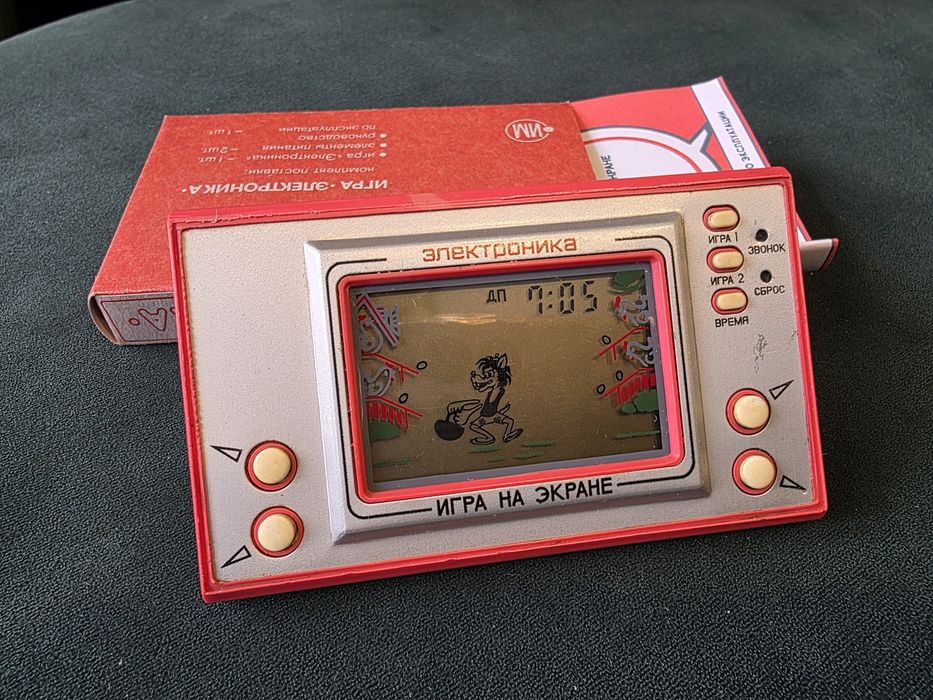 ИГРА •ЭЛЕКТРОНИКА•
комплект поставки:
• игра «Электроника» – 1 шт.
• элементы питания – 2 шт.
• руководство
по эксплуатации – 1 шт.
ИМ
ЭЛЕКТРОНИКА
ДП 7:05
ИГРА 1
ЗВОНОК
ИГРА 2
СБРОС
ВРЕМЯ
ИГРА НА ЭКРАНЕ